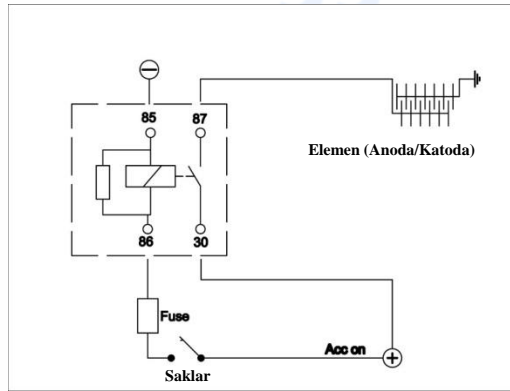 85
87
Elemen (Anoda/Katoda)
86
30
Fuse
Acc on
Saklar